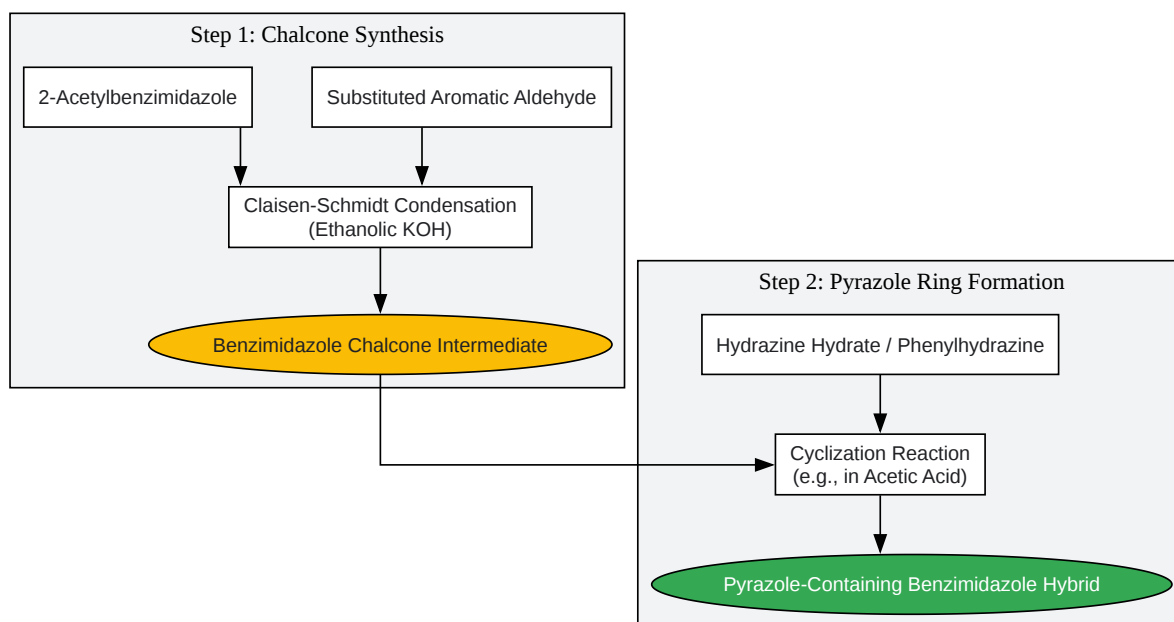 Step 1: Chalcone Synthesis
2-Acetylbenzimidazole
Substituted Aromatic Aldehyde
Claisen-Schmidt Condensation
(Ethanolic KOH)
Benzimidazole Chalcone Intermediate
Step 2: Pyrazole Ring Formation
Hydrazine Hydrate / Phenylhydrazine
Cyclization Reaction
(e.g., in Acetic Acid)
Pyrazole-Containing Benzimidazole Hybrid